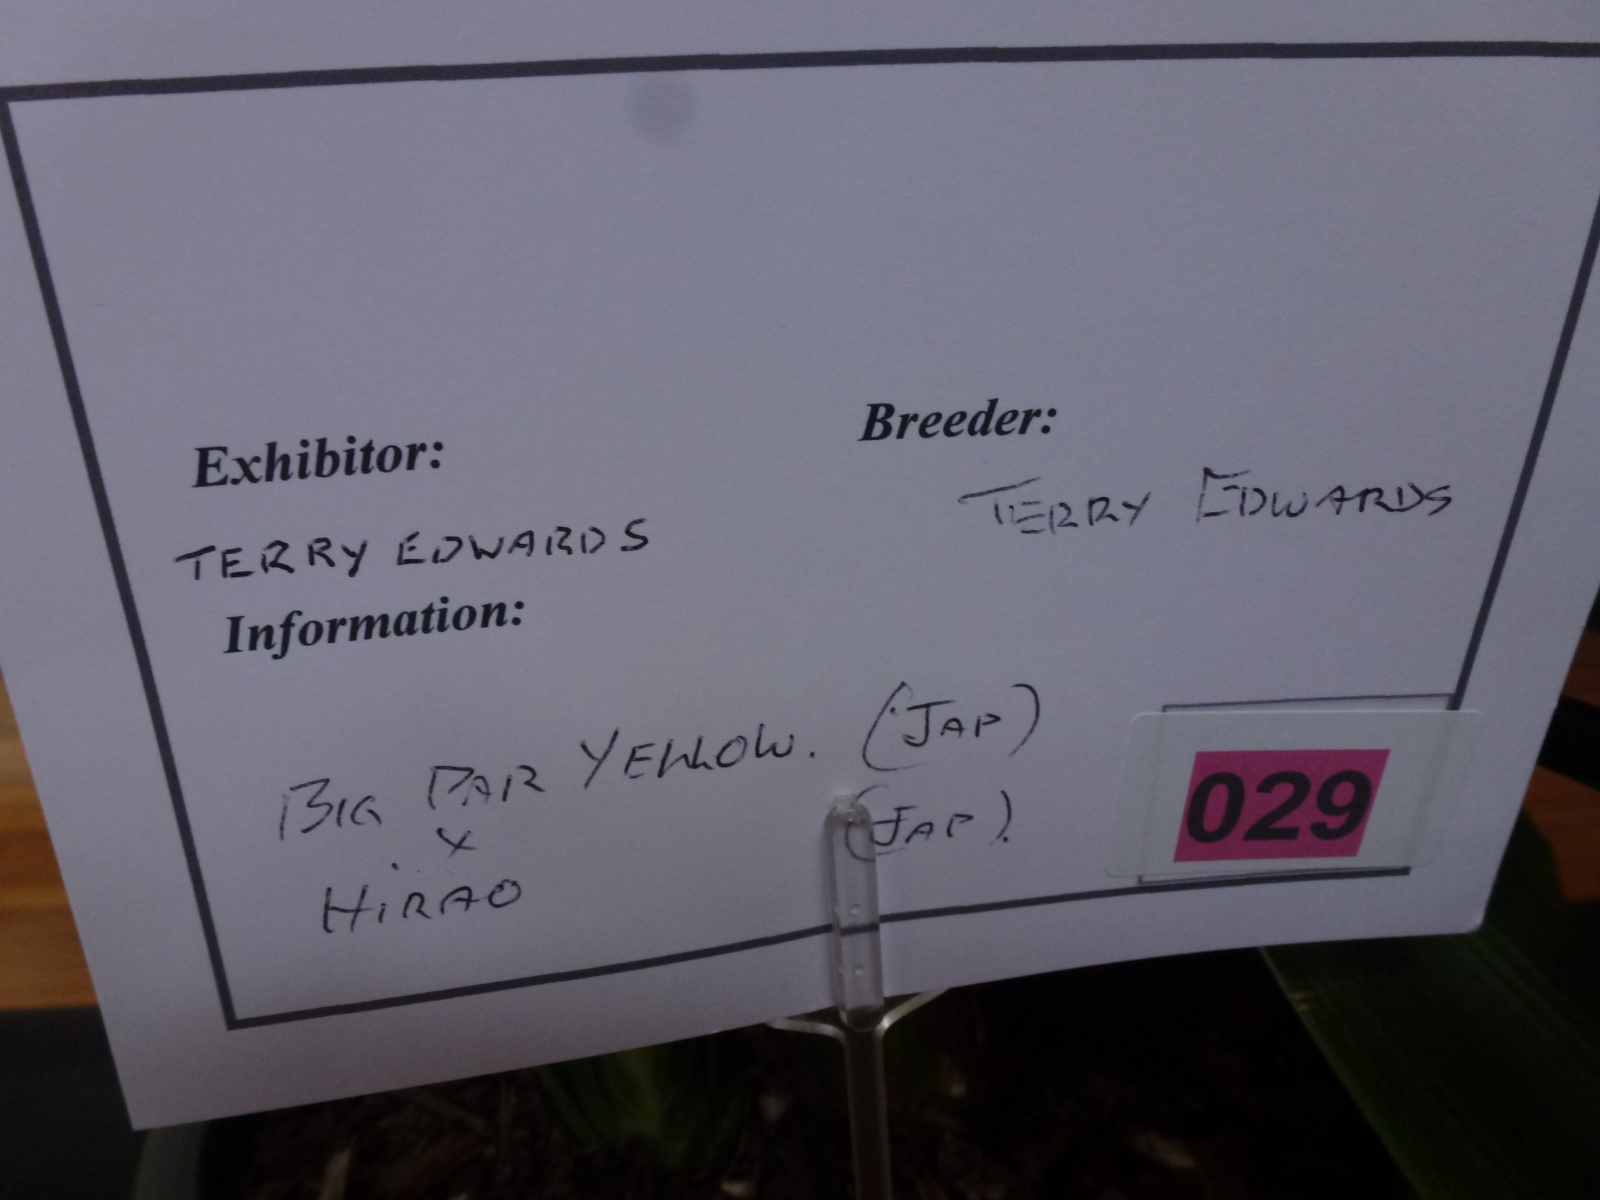 Exhibitor:
TERRY EDWARDS
Breeder:
TERRY EDWARDS
Information:
BIG PAR YELLOW. (JAP)
x
HIRAO (JAP).
029